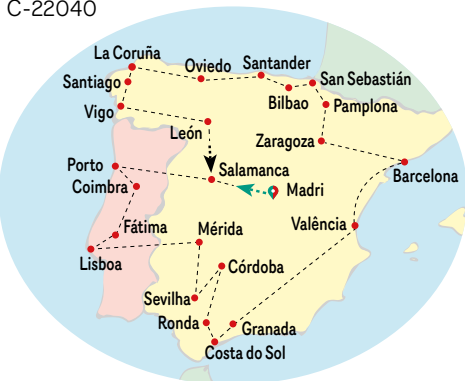 C-22040
La Coruña
Oviedo
Santander
San Sebastián
Santiago
Bilbao
Pamplona
Vigo
León
Zaragoza
Porto
Salamanca
Barcelona
Coimbra
Madri
Fátima
Mérida
Valência
Lisboa
Córdoba
Sevilha
Ronda
Granada
Costa do Sol